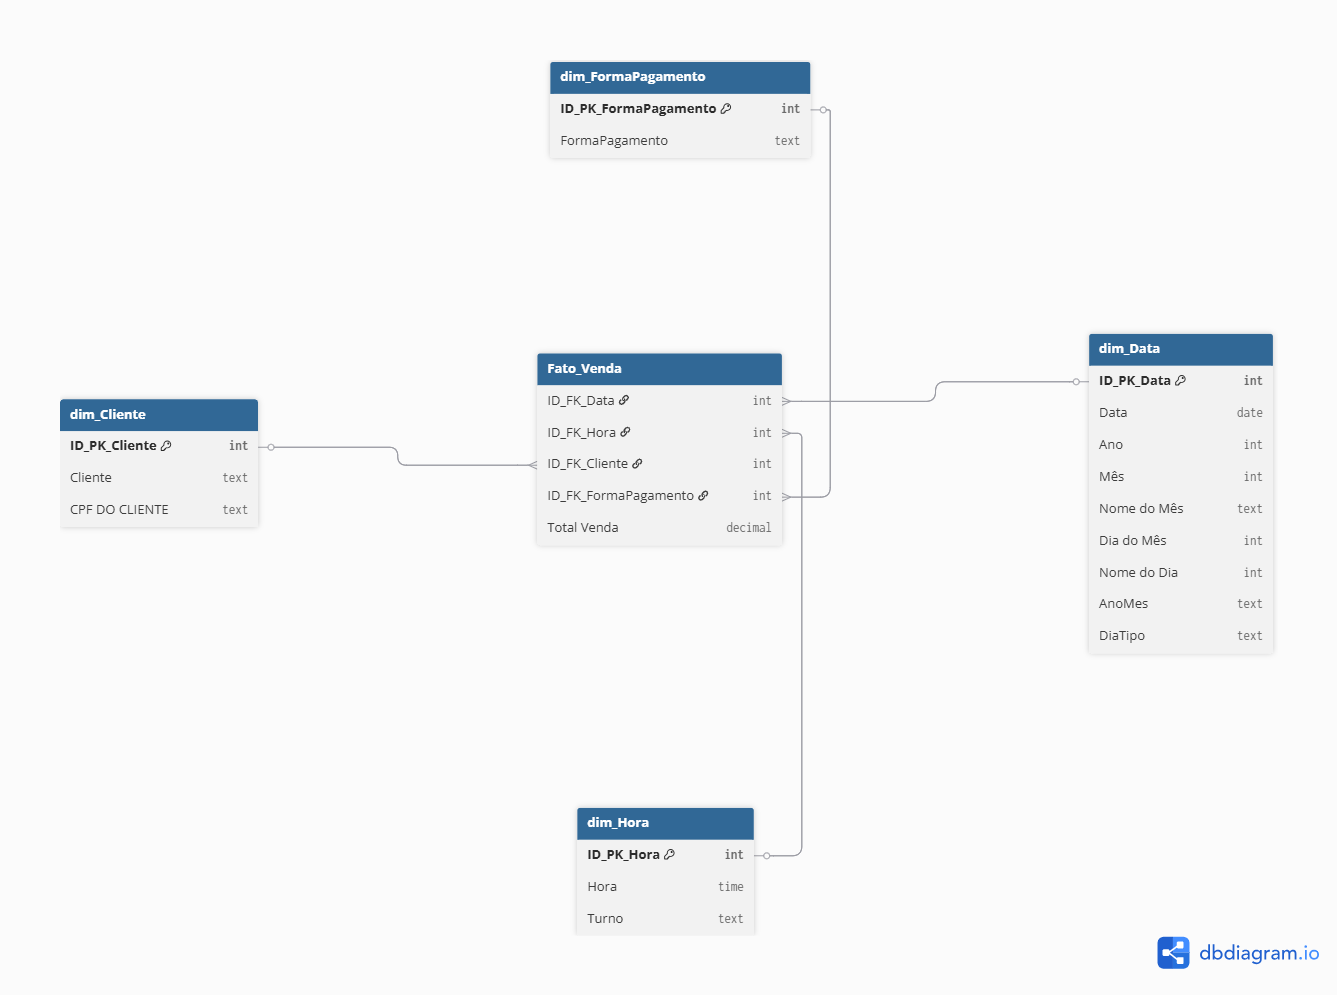 dim_FormaPagamento
ID_PK_FormaPagamento int
FormaPagamento text
dim_Cliente
ID_PK_Cliente int
Cliente text
CPF DO CLIENTE text
Fato_Venda
ID_FK_Data int
ID_FK_Hora int
ID_FK_Cliente int
ID_FK_FormaPagamento int
Total Venda decimal
dim_Data
ID_PK_Data int
Data date
Ano int
Mês int
Nome do Mês text
Dia do Mês int
Nome do Dia int
AnoMes text
DiaTipo text
dim_Hora
ID_PK_Hora int
Hora time
Turno text
dbdiagram.io